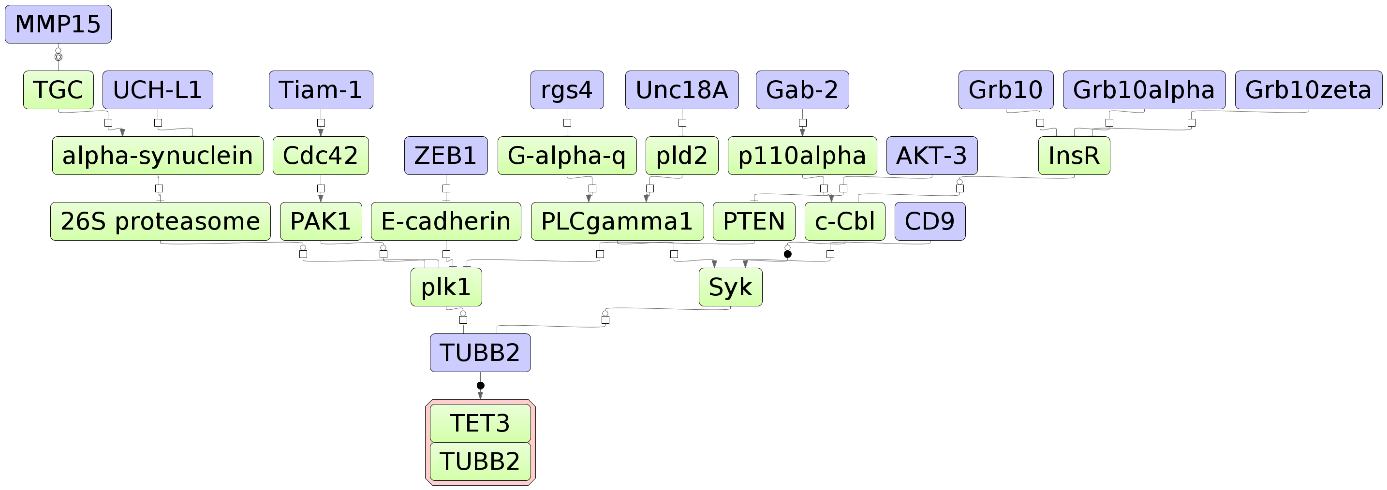 MMP15
TGC
UCH-L1
Tiam-1
rgs4
Unc18A
Gab-2
Grb10
Grb10alpha
Grb10zeta
alpha-synuclein
Cdc42
ZEB1
G-alpha-q
pld2
p110alpha
AKT-3
InsR
26S proteasome
PAK1
E-cadherin
PLCgamma1
PTEN
c-Cbl
CD9
plk1
Syk
TUBB2
TET3
TUBB2